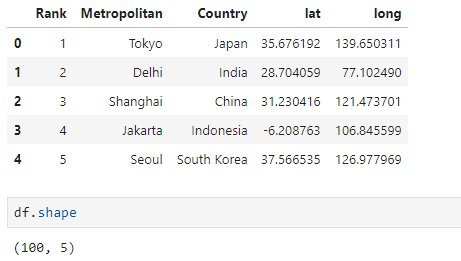 Rank Metropolitan Country lat long
0 1 Tokyo Japan 35.676192 139.650311
1 2 Delhi India 28.704059 77.102490
2 3 Shanghai China 31.230416 121.473701
3 4 Jakarta Indonesia -6.208763 106.845599
4 5 Seoul South Korea 37.566535 126.977969
df.shape
(100, 5)